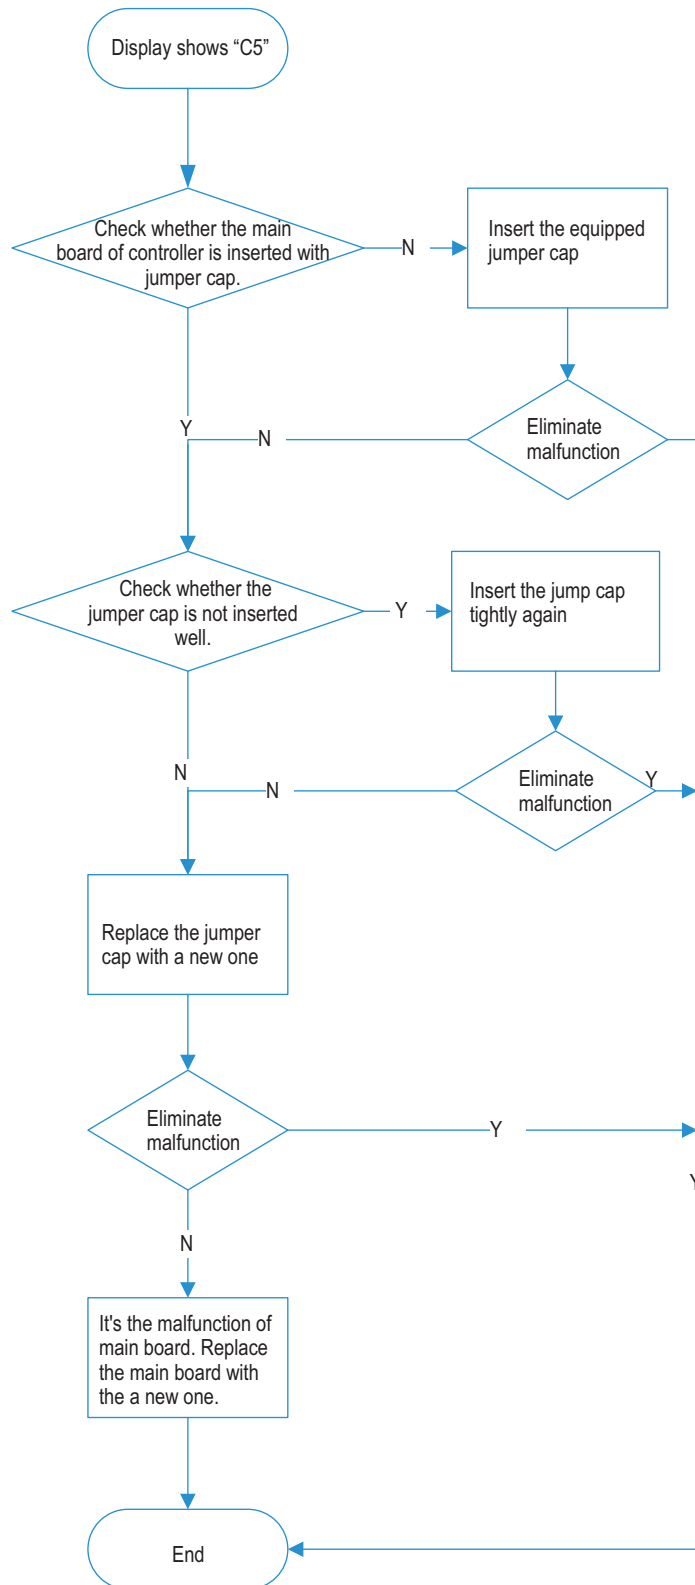 Display shows “C5”
Check whether the main
board of controller is inserted with
jumper cap.
N
Insert the equipped
jumper cap
Y
N
Eliminate
malfunction
Check whether the
jumper cap is not inserted
well.
Y
Insert the jump cap
tightly again
N
N
Eliminate
malfunction
Y
Replace the jumper
cap with a new one
Eliminate
malfunction
Y
Y
N
It's the malfunction of
main board. Replace
the main board with
the a new one.
End